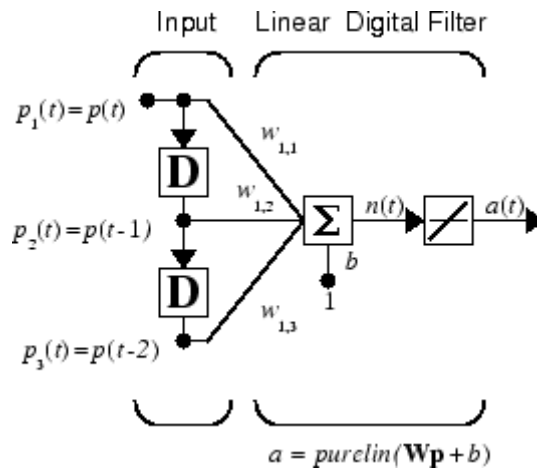 Input Linear Digital Filter
p₁(t)=p(t)
w₁,₁
D
w₁,₂
p₂(t)=p(t-1)
Σ
n(t)
a(t)
b
1
D
w₁,₃
p₃(t)=p(t-2)
a = purelin(Wp+b)